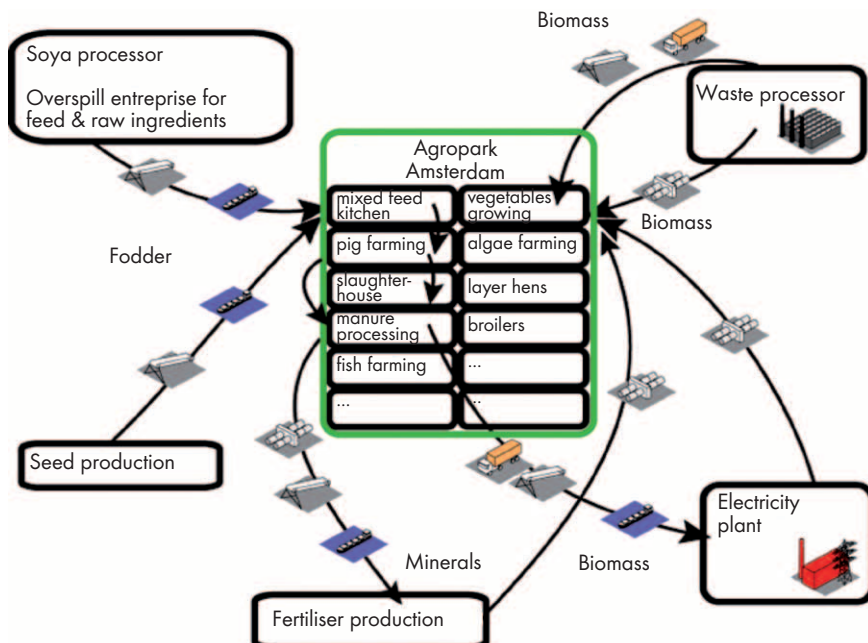 Biomass
Soya processor
Overspill entreprise for
feed & raw ingredients
Waste processor
Agropark
Amsterdam
mixed feed
kitchen
vegetables
growing
Biomass
pig farming
algae farming
Fodder
slaughter-
house
layer hens
manure
processing
broilers
fish farming
...
...
...
Seed production
Electricity
plant
Minerals
Biomass
Fertiliser production